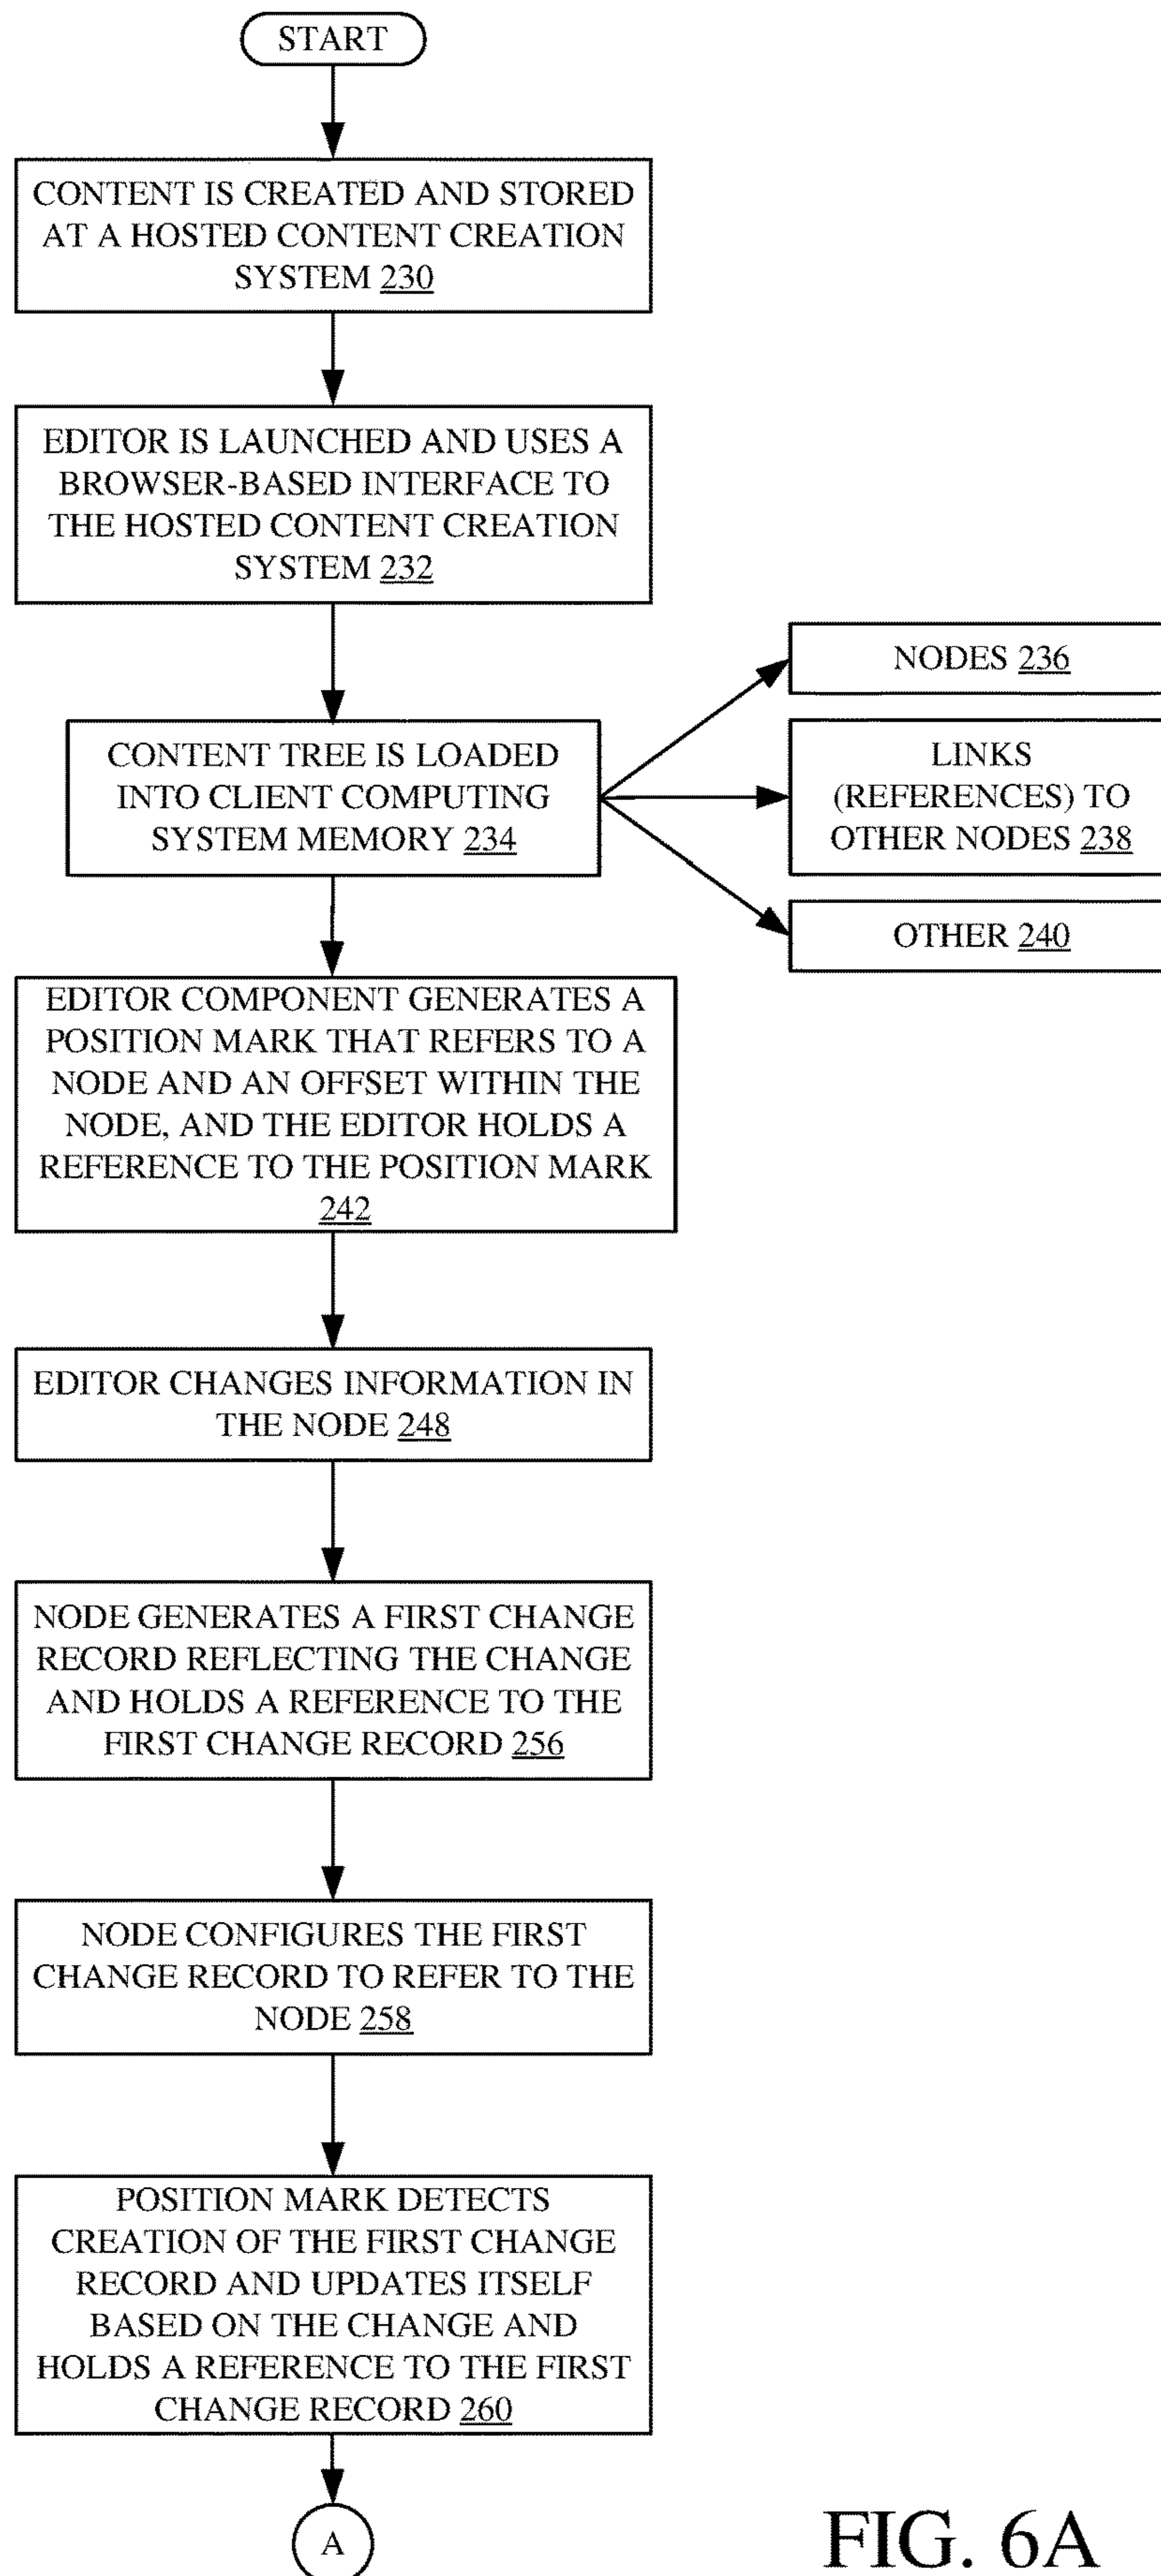 START
CONTENT IS CREATED AND STORED
AT A HOSTED CONTENT CREATION
SYSTEM 230
EDITOR IS LAUNCHED AND USES A
BROWSER-BASED INTERFACE TO
THE HOSTED CONTENT CREATION
SYSTEM 232
CONTENT TREE IS LOADED
INTO CLIENT COMPUTING
SYSTEM MEMORY 234
NODES 236
LINKS
(REFERENCES) TO
OTHER NODES 238
OTHER 240
EDITOR COMPONENT GENERATES A
POSITION MARK THAT REFERS TO A
NODE AND AN OFFSET WITHIN THE
NODE, AND THE EDITOR HOLDS A
REFERENCE TO THE POSITION MARK
242
EDITOR CHANGES INFORMATION IN
THE NODE 248
NODE GENERATES A FIRST CHANGE
RECORD REFLECTING THE CHANGE
AND HOLDS A REFERENCE TO THE
FIRST CHANGE RECORD 256
NODE CONFIGURES THE FIRST
CHANGE RECORD TO REFER TO THE
NODE 258
POSITION MARK DETECTS
CREATION OF THE FIRST CHANGE
RECORD AND UPDATES ITSELF
BASED ON THE CHANGE AND
HOLDS A REFERENCE TO THE FIRST
CHANGE RECORD 260
A
FIG. 6A